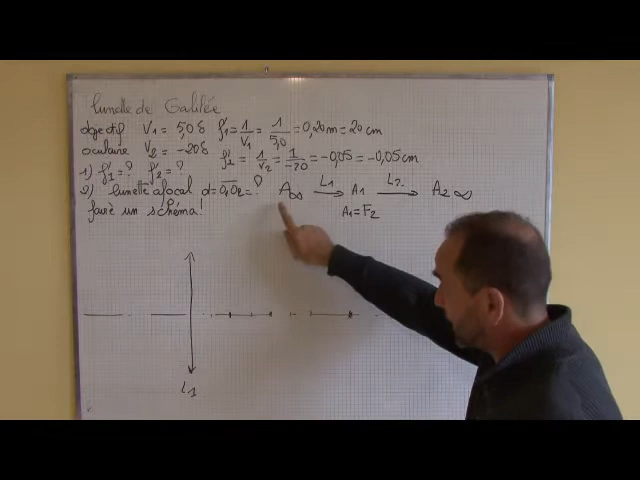 lunette de Galilée
objectif V1 = 5,0 δ f'1 = 1/V1 = 1/5,0 = 0,20 m = 20 cm
oculaire V2 = -20 δ f'1 = 1/V2 = 1/-20 = -0,05 = -0,05 cm
1) f'1 = ? f'2 = ?
2) lunette afocal d = O1O2 = ? A∞ L1→ A1 L2→ A2 ∞
faire un schéma! A1 = F2
L1